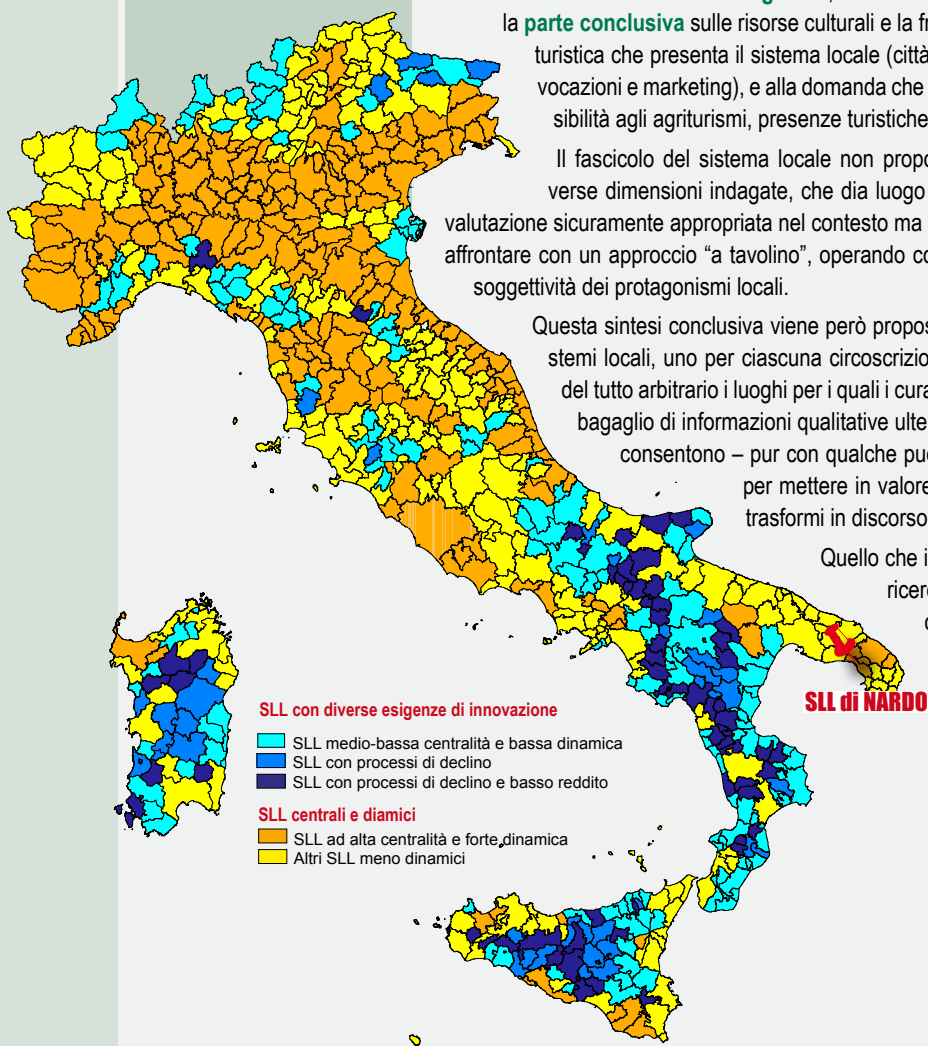 la parte conclusiva sulle risorse culturali e la
turistica che presenta il sistema locale (città
vocazioni e marketing), e alla domanda che
sibilità agli agriturismi, presenze turistiche
Il fascicolo del sistema locale non propo
verse dimensioni indagate, che dia luogo
valutazione sicuramente appropriata nel contesto ma
affrontare con un approccio “a tavolino”, operando co
soggettività dei protagonismi locali.
Questa sintesi conclusiva viene però propos
stemi locali, uno per ciascuna circoscrizio
del tutto arbitrario i luoghi per i quali i cura
bagaglio di informazioni qualitative ulte
consentono – pur con qualche pu
per mettere in valore
trasformi in discorso
Quello che i
ricer
SLL di NARDO
SLL con diverse esigenze di innovazione
SLL medio-bassa centralità e bassa dinamica
SLL con processi di declino
SLL con processi di declino e basso reddito
SLL centrali e diamici
SLL ad alta centralità e forte dinamica
Altri SLL meno dinamici